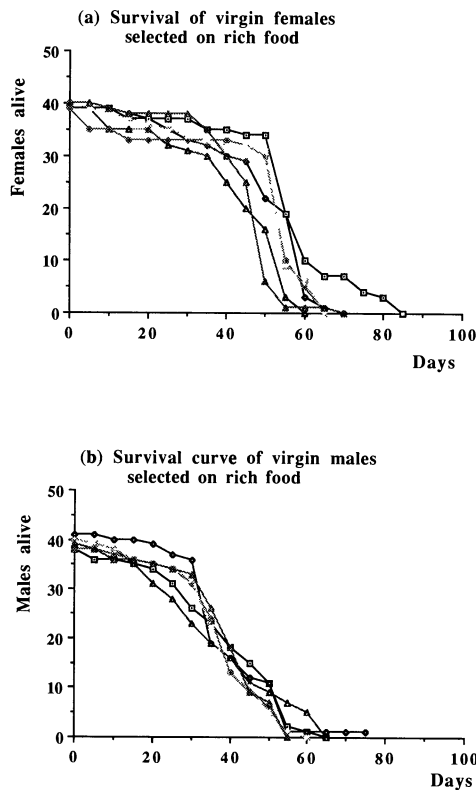 (a) Survival of virgin females
selected on rich food
50
40
30
20
10
0
Females alive
0 20 40 60 80 100
Days
(b) Survival curve of virgin males
selected on rich food
50
40
30
20
10
0
Males alive
0 20 40 60 80 100
Days